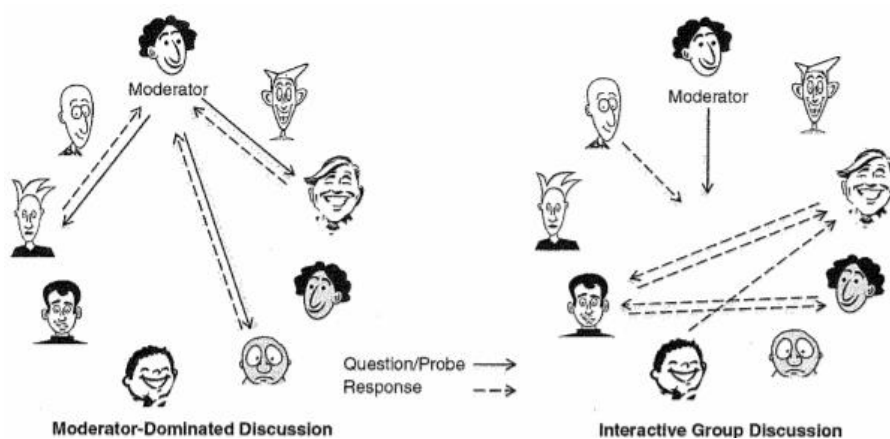 Moderator
Moderator
Question/Probe
Response
Moderator-Dominated Discussion
Interactive Group Discussion